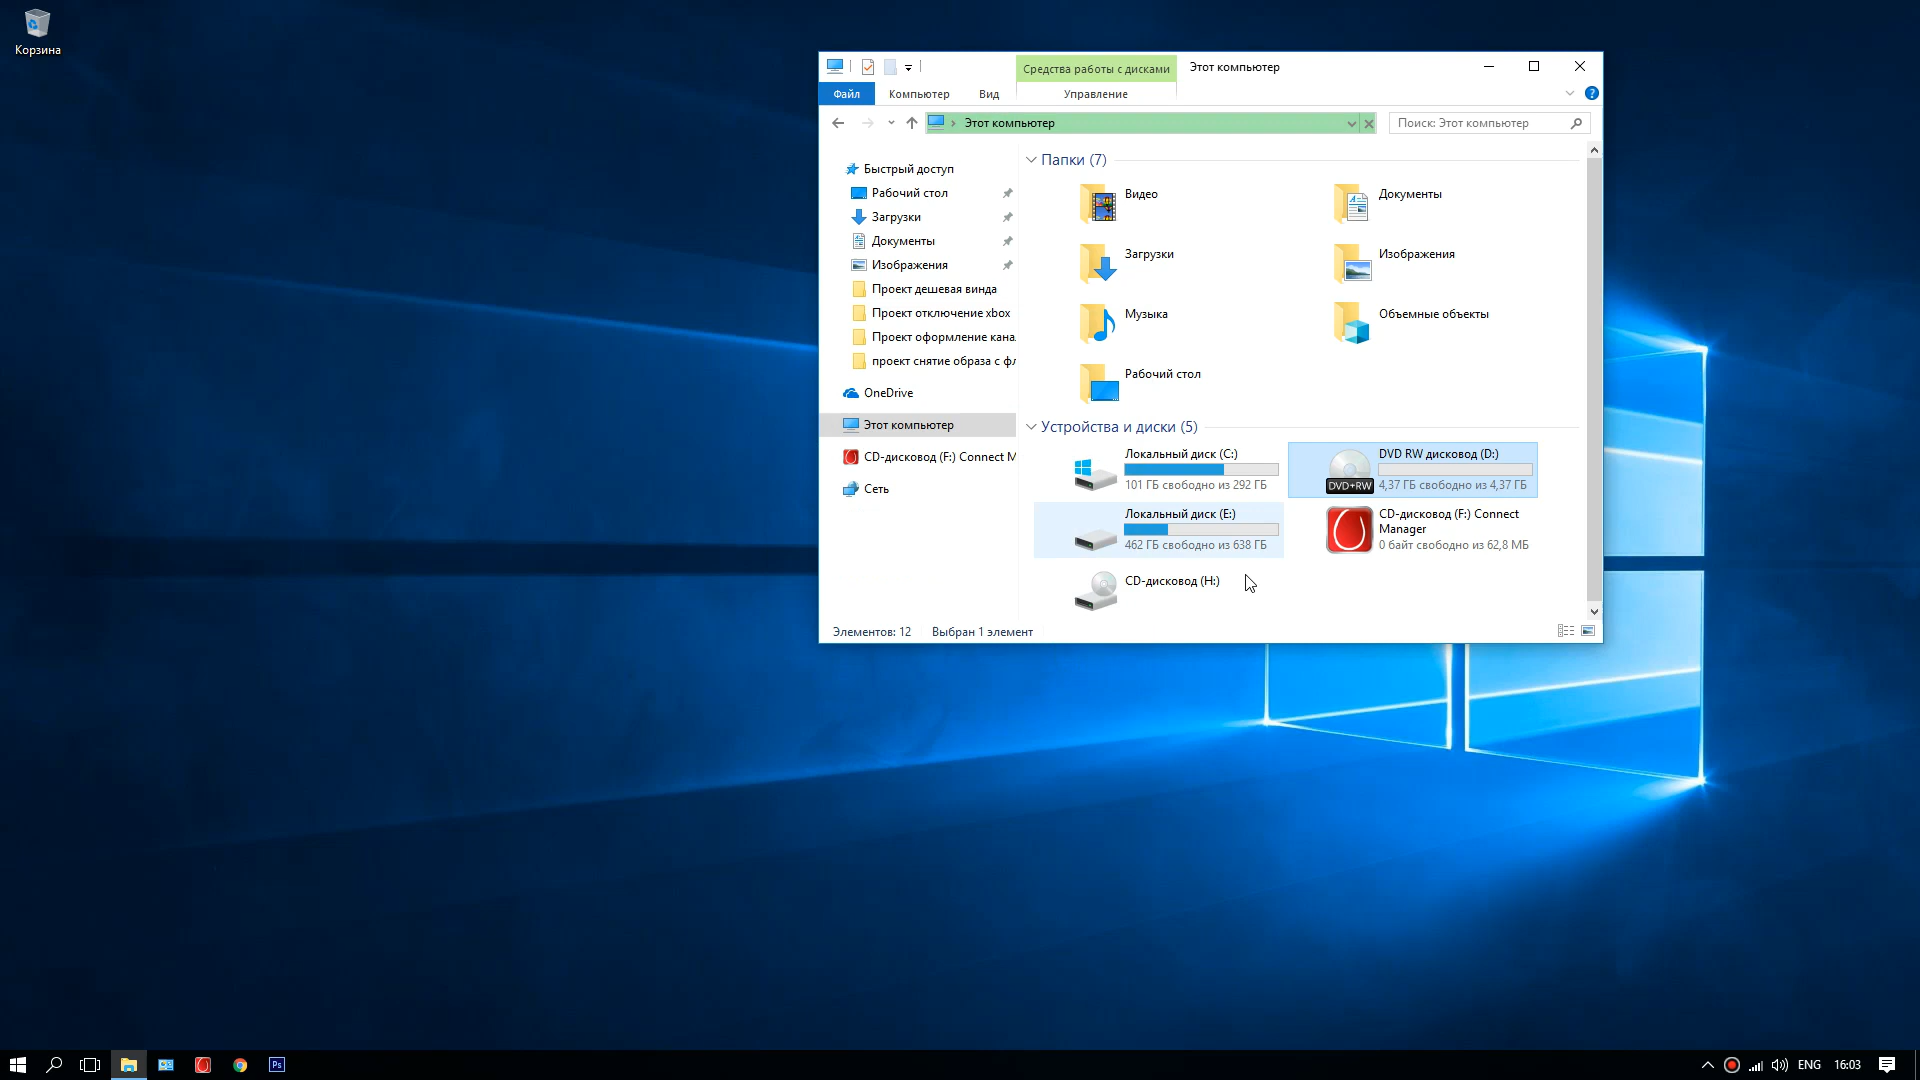 Корзина
Средства работы с дисками
Этот компьютер
Файл
Компьютер
Вид
Управление
Этот компьютер
Поиск: Этот компьютер
Быстрый доступ
Рабочий стол
Загрузки
Документы
Изображения
Проект дешевая винда
Проект отключение xbox
Проект оформление кана
проект снятие образа с фл
OneDrive
Этот компьютер
CD-дисковод (F:) Connect M
Сеть
Папки (7)
Видео
Документы
Загрузки
Изображения
Музыка
Объемные объекты
Рабочий стол
Устройства и диски (5)
Локальный диск (C:)
101 ГБ свободно из 292 ГБ
DVD RW дисковод (D:)
DVD+RW
4,37 ГБ свободно из 4,37 ГБ
Локальный диск (E:)
462 ГБ свободно из 638 ГБ
CD-дисковод (F:) Connect
Manager
0 байт свободно из 62,8 МБ
CD-дисковод (H:)
Элементов: 12
Выбран 1 элемент
Ps
ENG
16:03